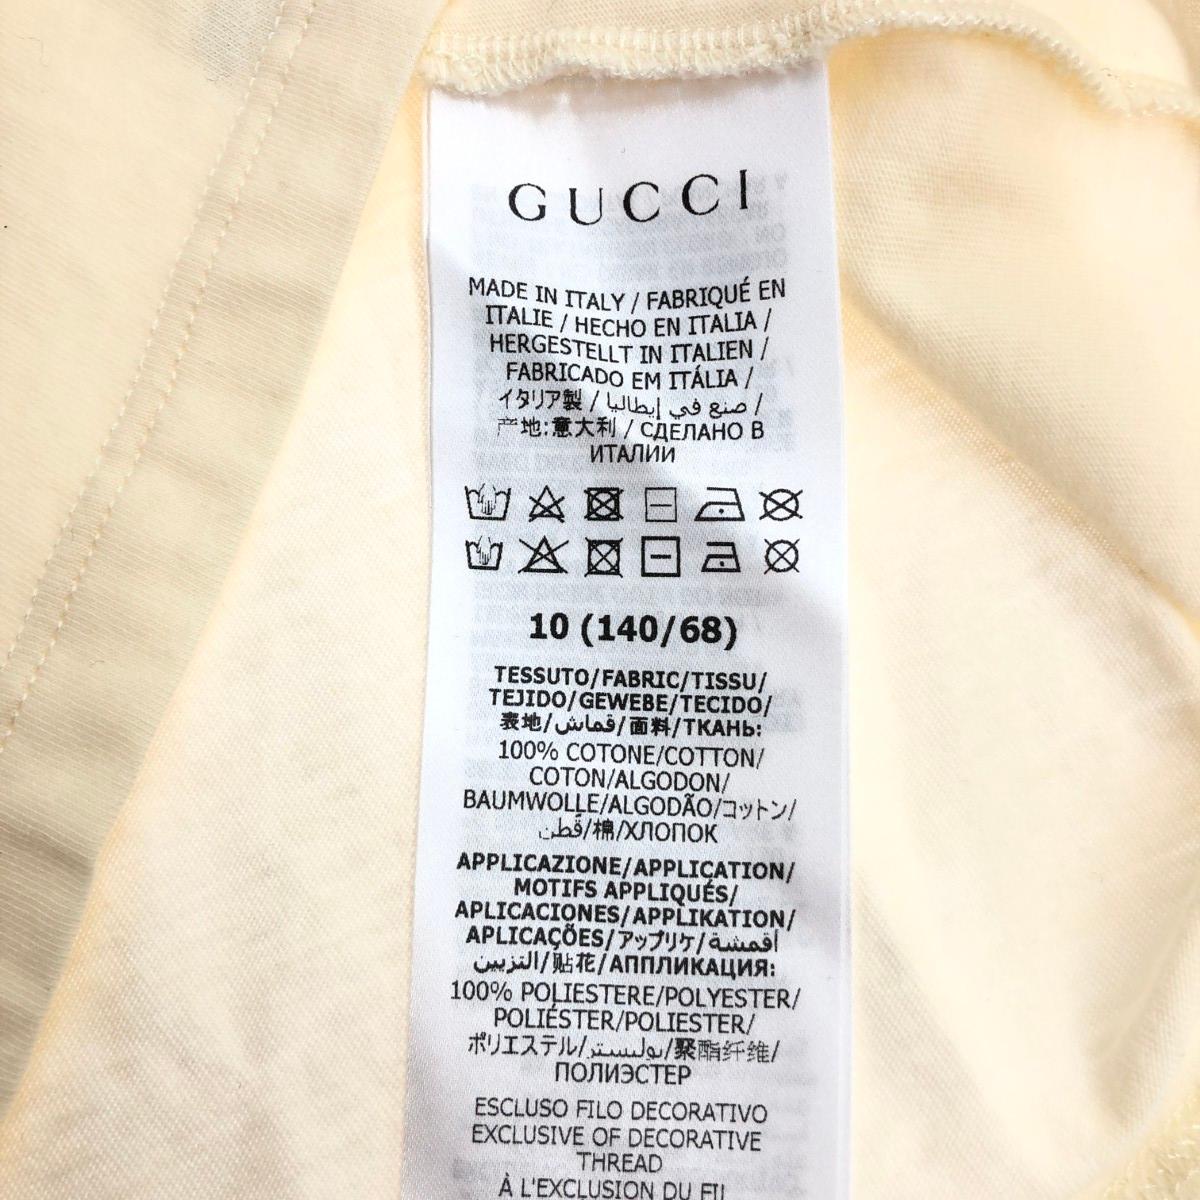 GUCCI
MADE IN ITALY / FABRIQUÉ EN
ITALIE / HECHO EN ITALIA /
HERGESTELLT IN ITALIEN /
FABRICADO EM ITÁLIA /
イタリア製 / صنع في إيطاليا /
产地:意大利 / СДЕЛАНО В
ИТАЛИИ
10 (140/68)
TESSUTO/FABRIC/TISSU/
TEJIDO/GEWEBE/TECIDO/
表地/قماش/面料/ТКАНЬ:
100% COTONE/COTTON/
COTON/ALGODON/
BAUMWOLLE/ALGODÃO/コットン/
قطن/棉/ХЛОПОК
APPLICAZIONE/APPLICATION/
MOTIFS APPLIQUÉS/
APLICACIONES/APPLIKATION/
APLICAÇÕES/アップリケ/أقمشة
التزيين/贴花/АППЛИКАЦИЯ:
100% POLIESTERE/POLYESTER/
POLIÉSTER/POLIESTER/
ポリエステル/بوليستر/聚酯纤维/
ПОЛИЭСТЕР
ESCLUSO FILO DECORATIVO
EXCLUSIVE OF DECORATIVE
THREAD
À L'EXCLUSION DU FIL